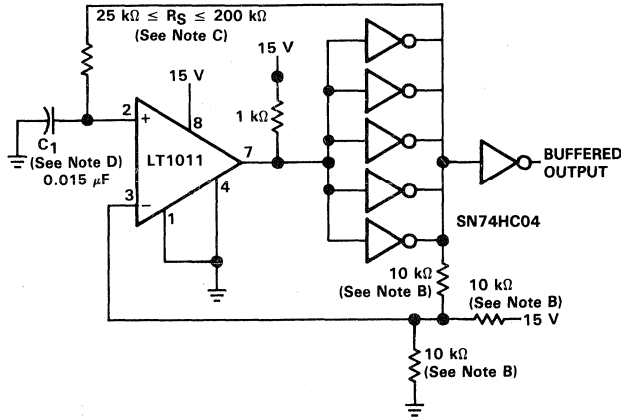 25 kΩ ≤ RS ≤ 200 kΩ
(See Note C)
15 V
15 V
1 kΩ
2
+
8
C1
(See Note D)
0.015 μF
LT1011
7
3
−
4
1
BUFFERED
OUTPUT
SN74HC04
10 kΩ
(See Note B)
10 kΩ
(See Note B)
15 V
10 kΩ
(See Note B)